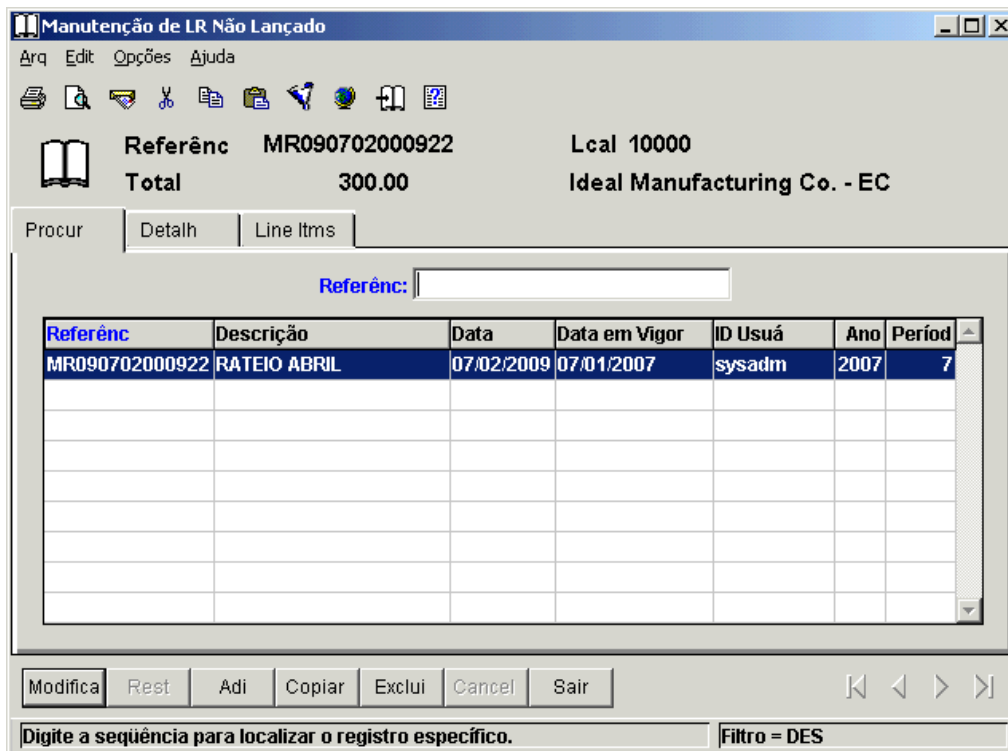 Manutenção de LR Não Lançado
Arq Edit Opções Ajuda
Referênc MR090702000922 Lcal 10000
Total 300.00 Ideal Manufacturing Co. - EC
Procur Detalh Line Itms
Referênc:
Referênc Descrição Data Data em Vigor ID Usuá Ano Períod
MR090702000922 RATEIO ABRIL 07/02/2009 07/01/2007 sysadm 2007 7
Modifica Rest Adi Copiar Exclui Cancel Sair
Digite a seqüência para localizar o registro específico. Filtro = DES